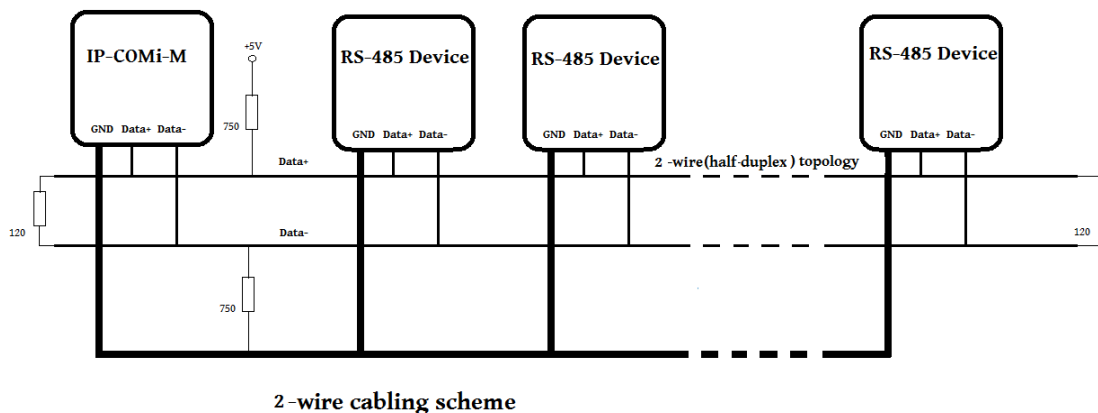 IP-COMi-M
GND Data+ Data-
+5V
750
RS-485 Device
GND Data+ Data-
RS-485 Device
GND Data+ Data-
RS-485 Device
GND Data+ Data-
Data+
2-wire(half-duplex) topology
120
Data-
120
750
2-wire cabling scheme